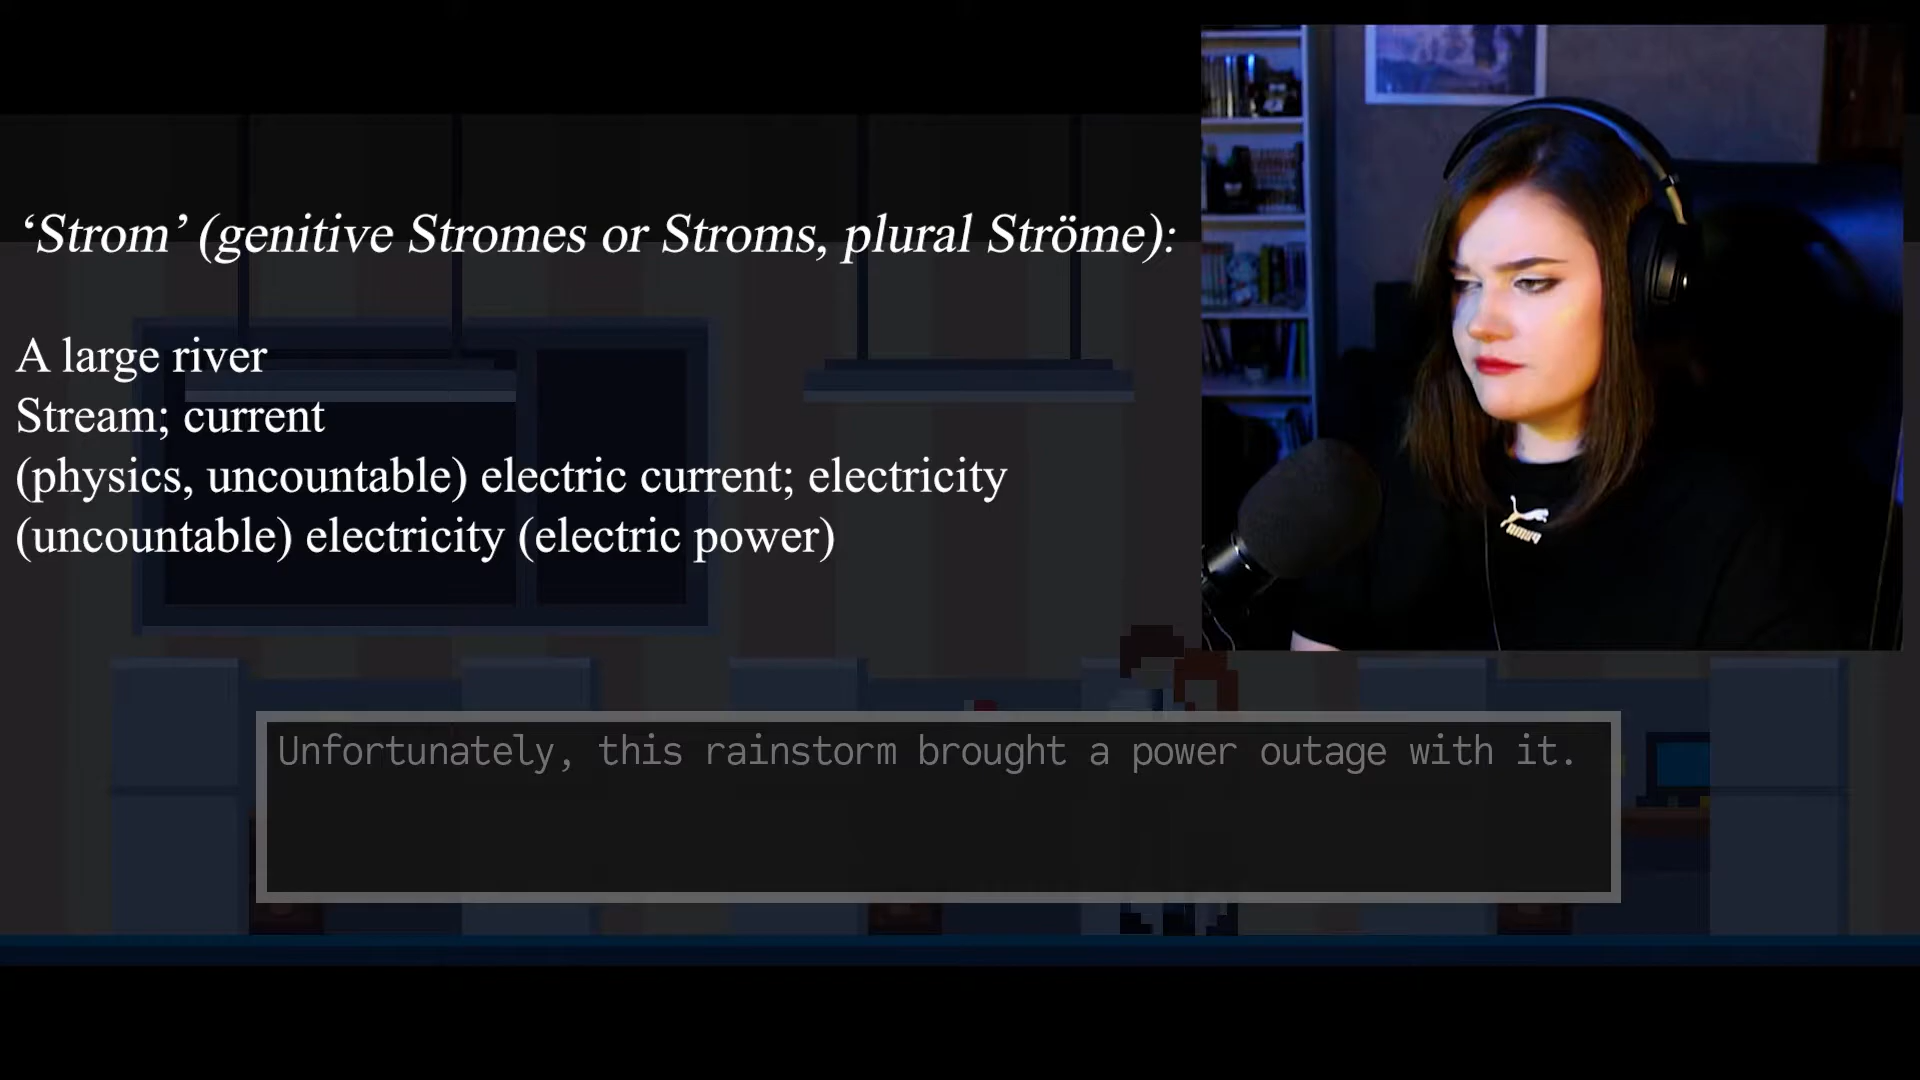 ‘Strom’ (genitive Stromes or Stroms, plural Ströme):
A large river
Stream; current
(physics, uncountable) electric current; electricity
(uncountable) electricity (electric power)
Unfortunately, this rainstorm brought a power outage with it.
PUMA